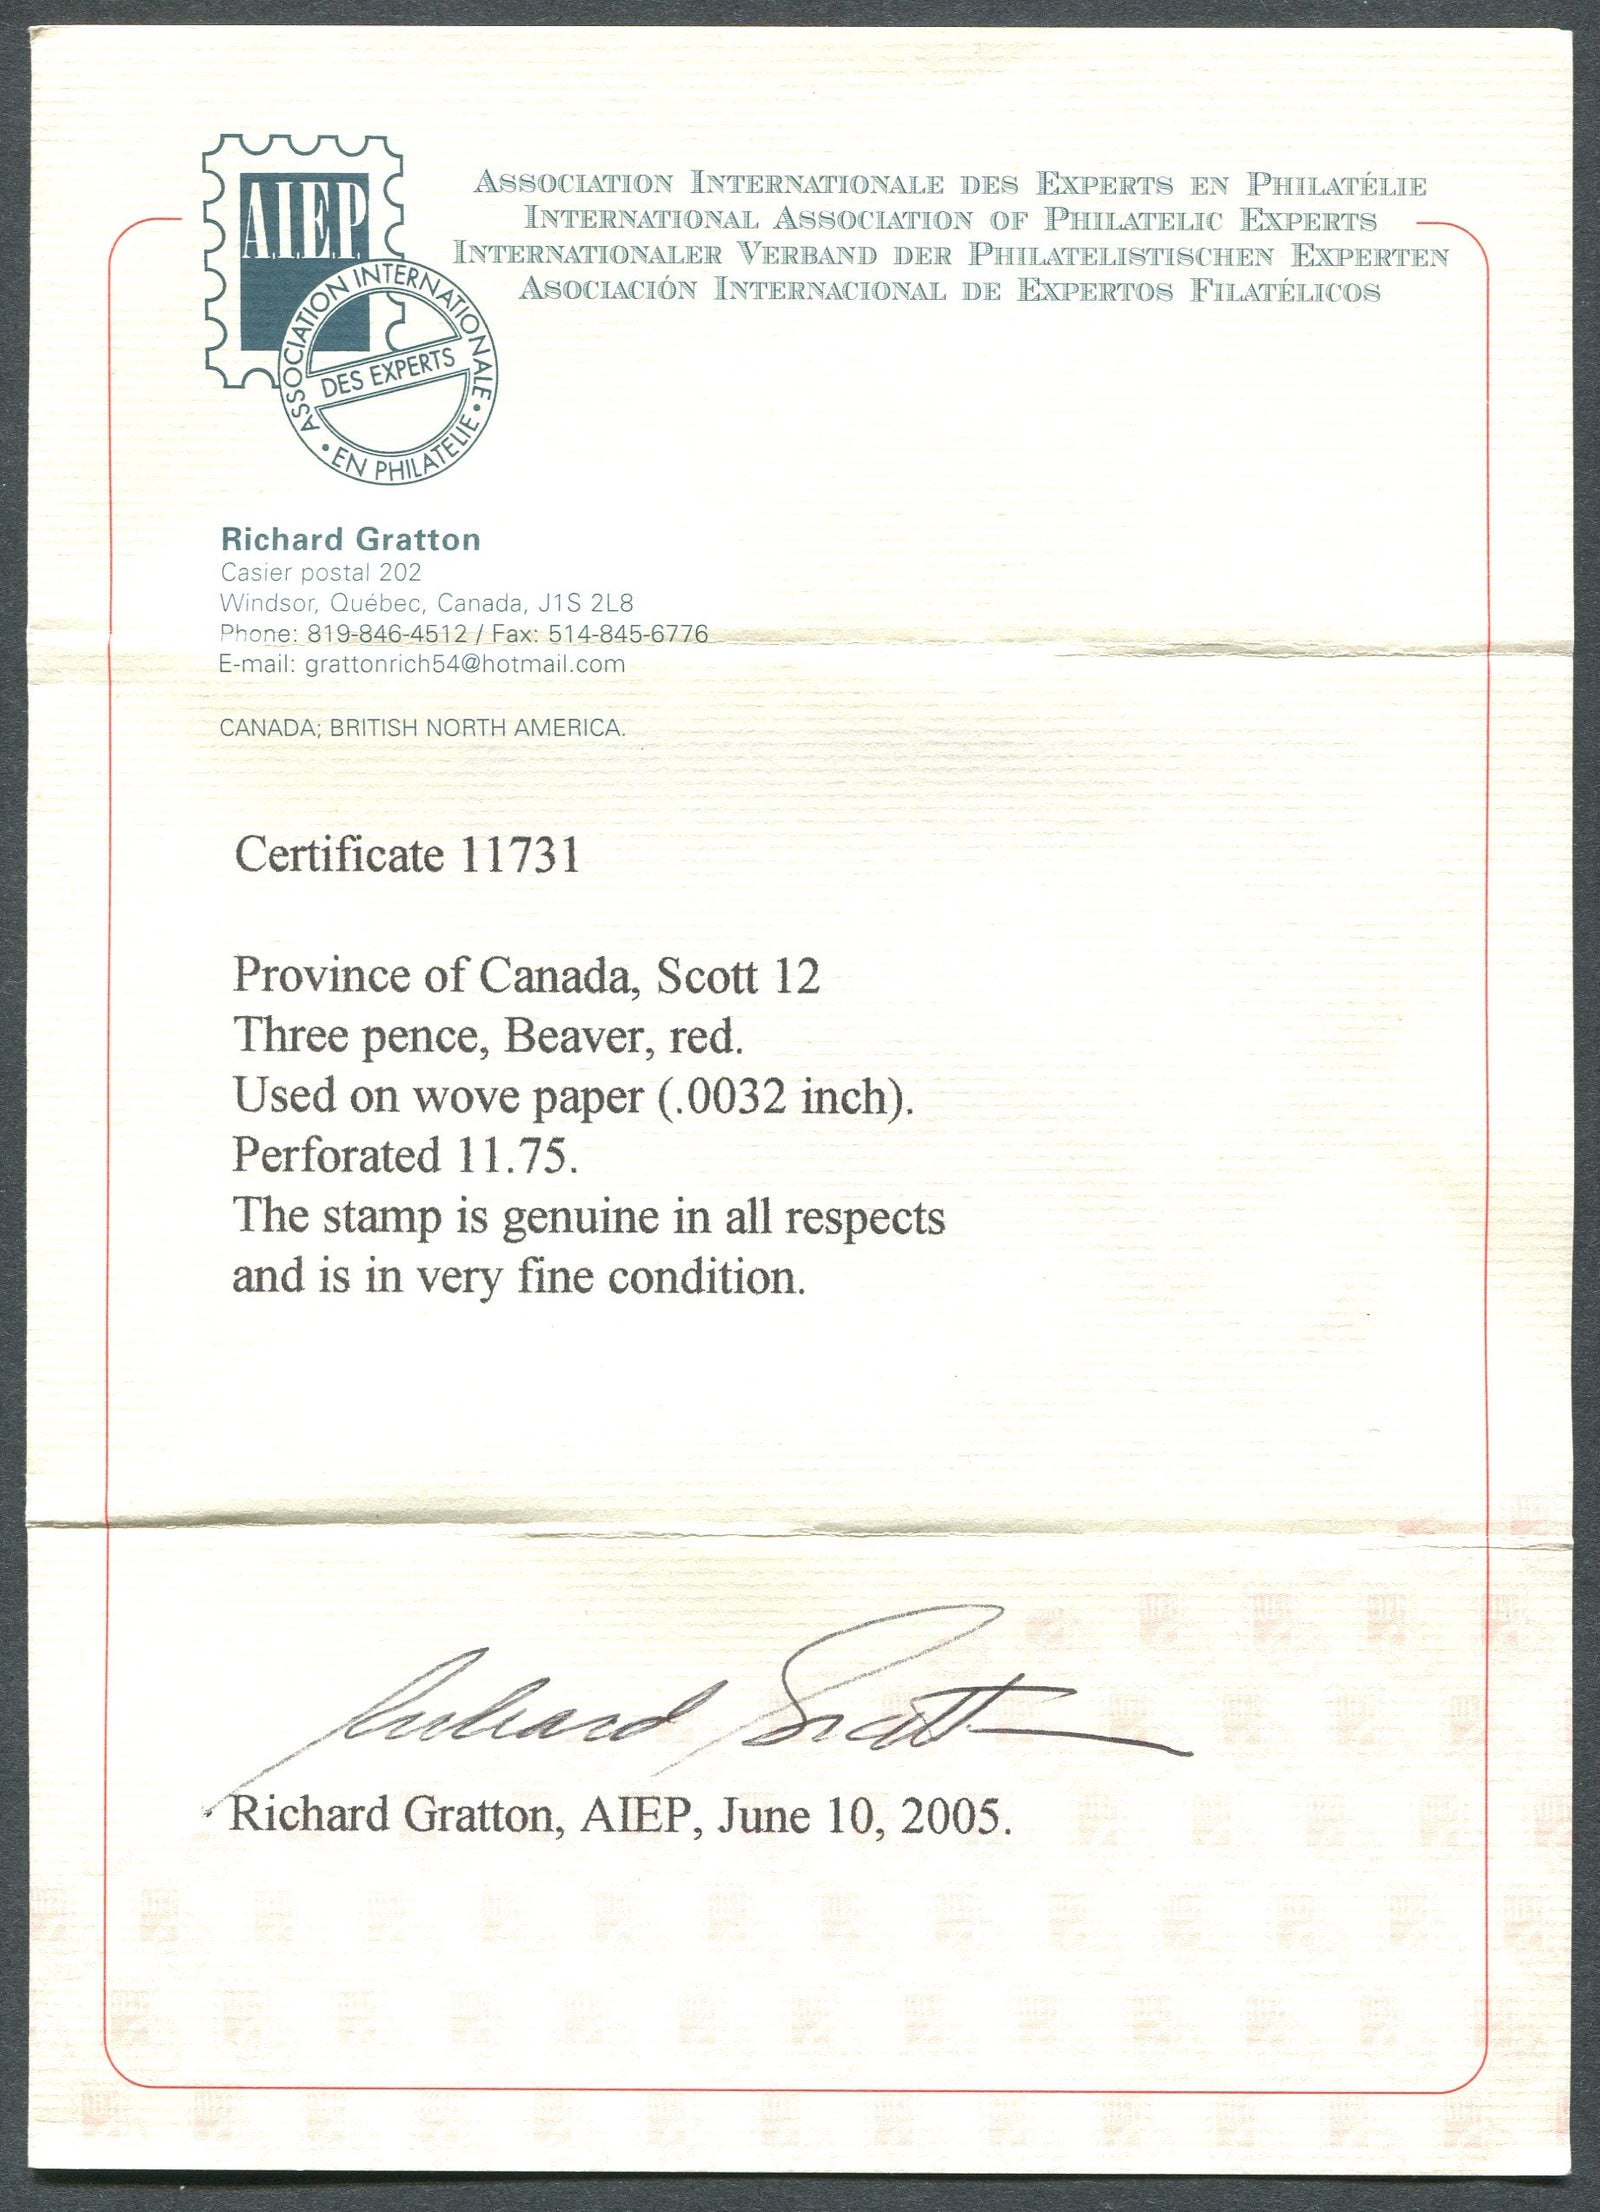 A.I.E.P.
ASSOCIATION INTERNATIONALE
DES EXPERTS
• EN PHILATELIE •
ASSOCIATION INTERNATIONALE DES EXPERTS EN PHILATÉLIE
INTERNATIONAL ASSOCIATION OF PHILATELIC EXPERTS
INTERNATIONALER VERBAND DER PHILATELISTISCHEN EXPERTEN
ASOCIACIÓN INTERNACIONAL DE EXPERTOS FILATÉLICOS
Richard Gratton
Casier postal 202
Windsor, Québec, Canada, J1S 2L8
Phone: 819-846-4512 / Fax: 514-845-6776
E-mail: grattonrich54@hotmail.com
CANADA; BRITISH NORTH AMERICA.
Certificate 11731
Province of Canada, Scott 12
Three pence, Beaver, red.
Used on wove paper (.0032 inch).
Perforated 11.75.
The stamp is genuine in all respects
and is in very fine condition.
Richard Gratton
Richard Gratton, AIEP, June 10, 2005.